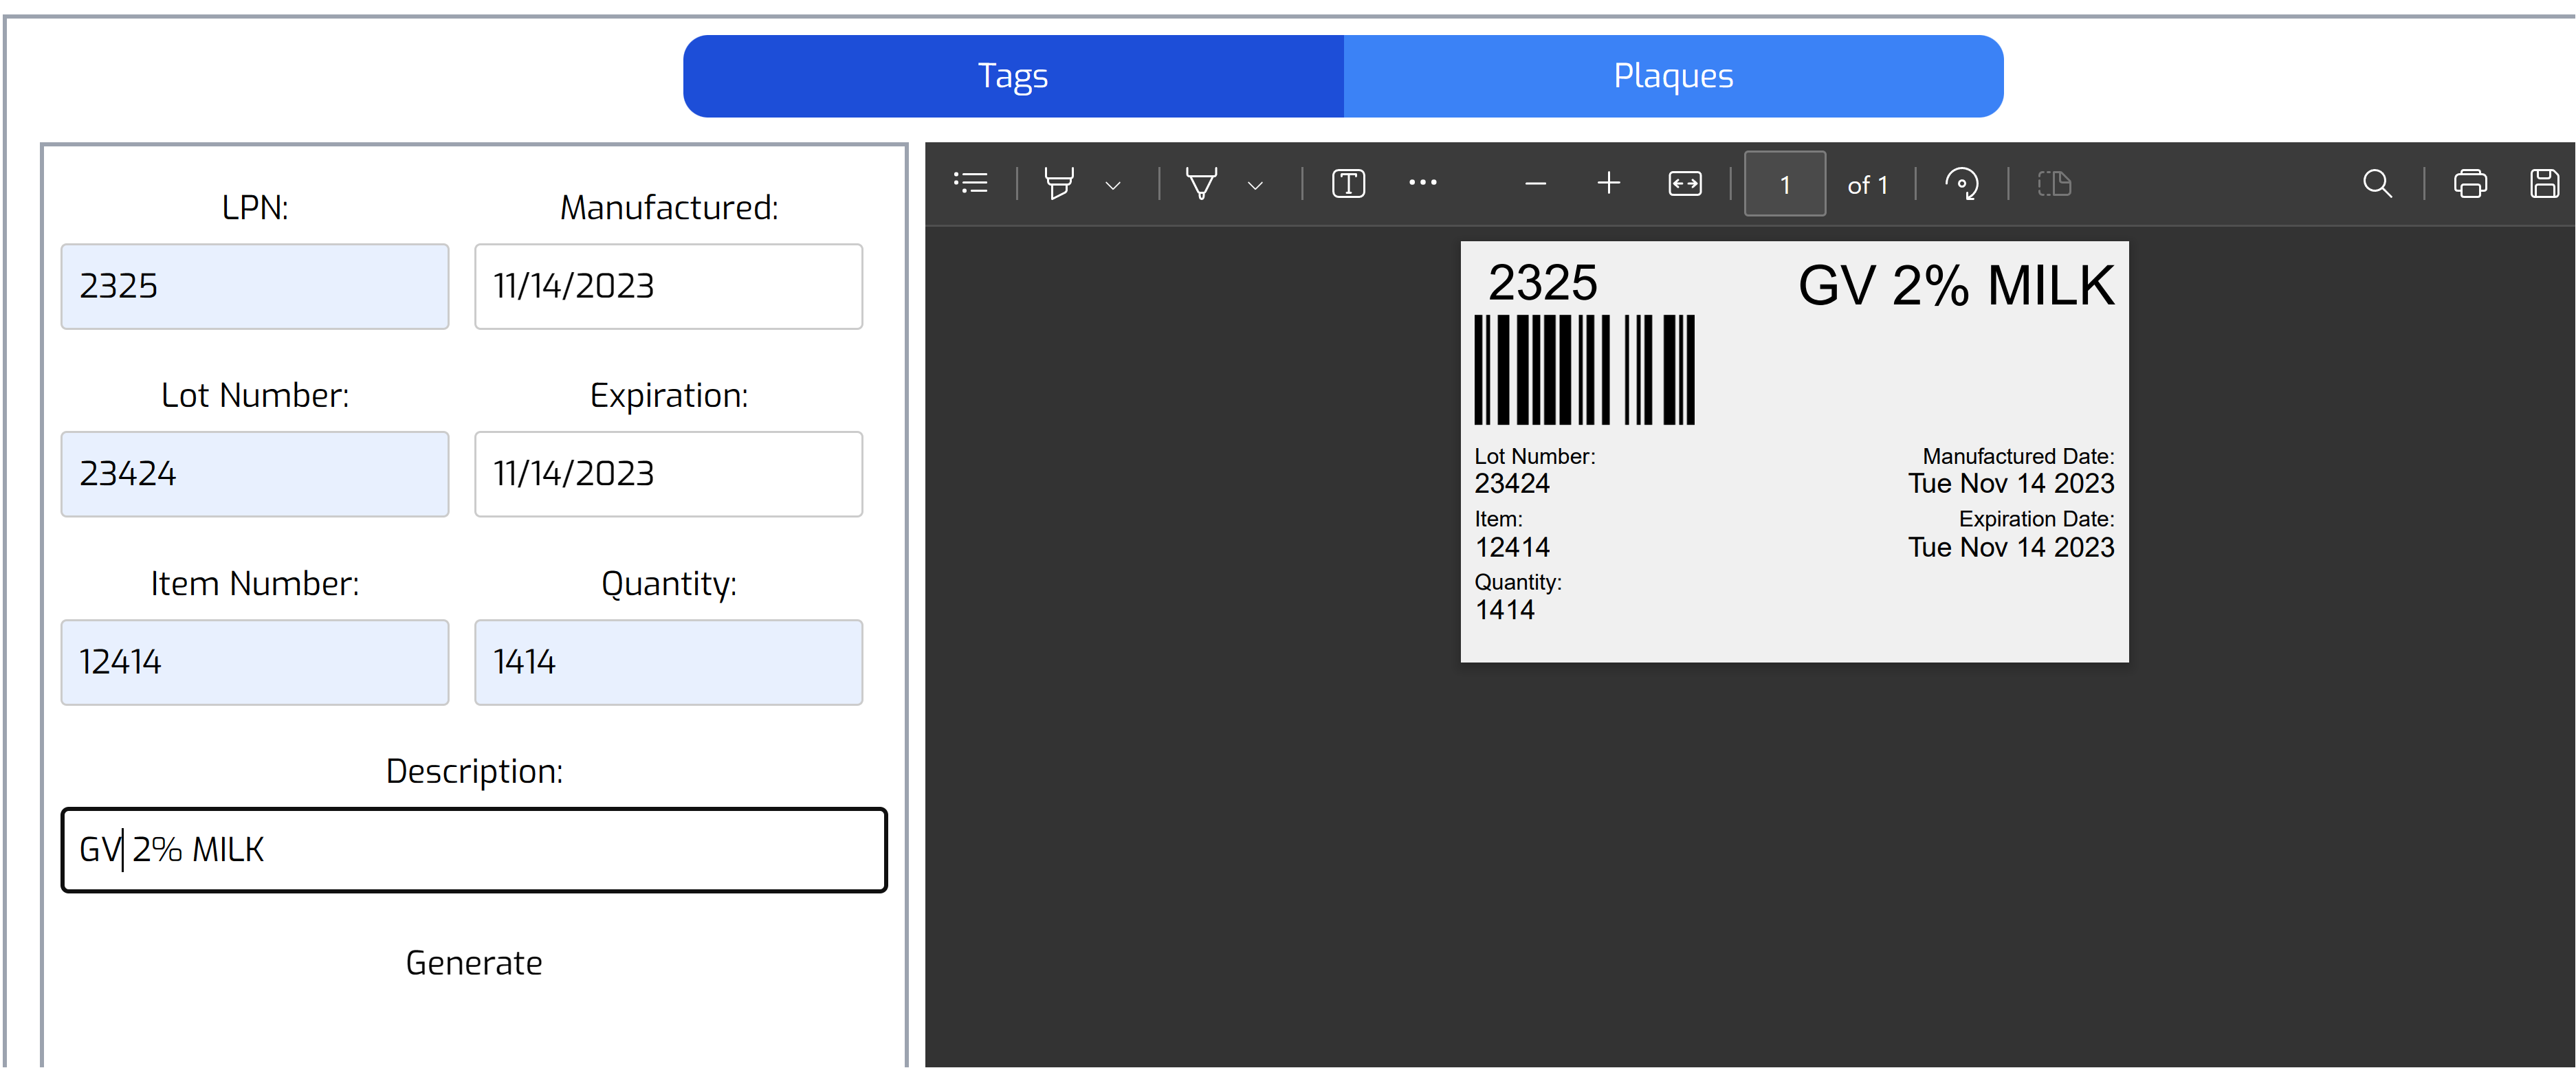 Tags Plaques
LPN: Manufactured:
2325 11/14/2023
Lot Number: Expiration:
23424 11/14/2023
Item Number: Quantity:
12414 1414
Description:
GV 2% MILK
Generate
1 of 1
2325 GV 2% MILK
Lot Number: Manufactured Date:
23424 Tue Nov 14 2023
Item: Expiration Date:
12414 Tue Nov 14 2023
Quantity:
1414